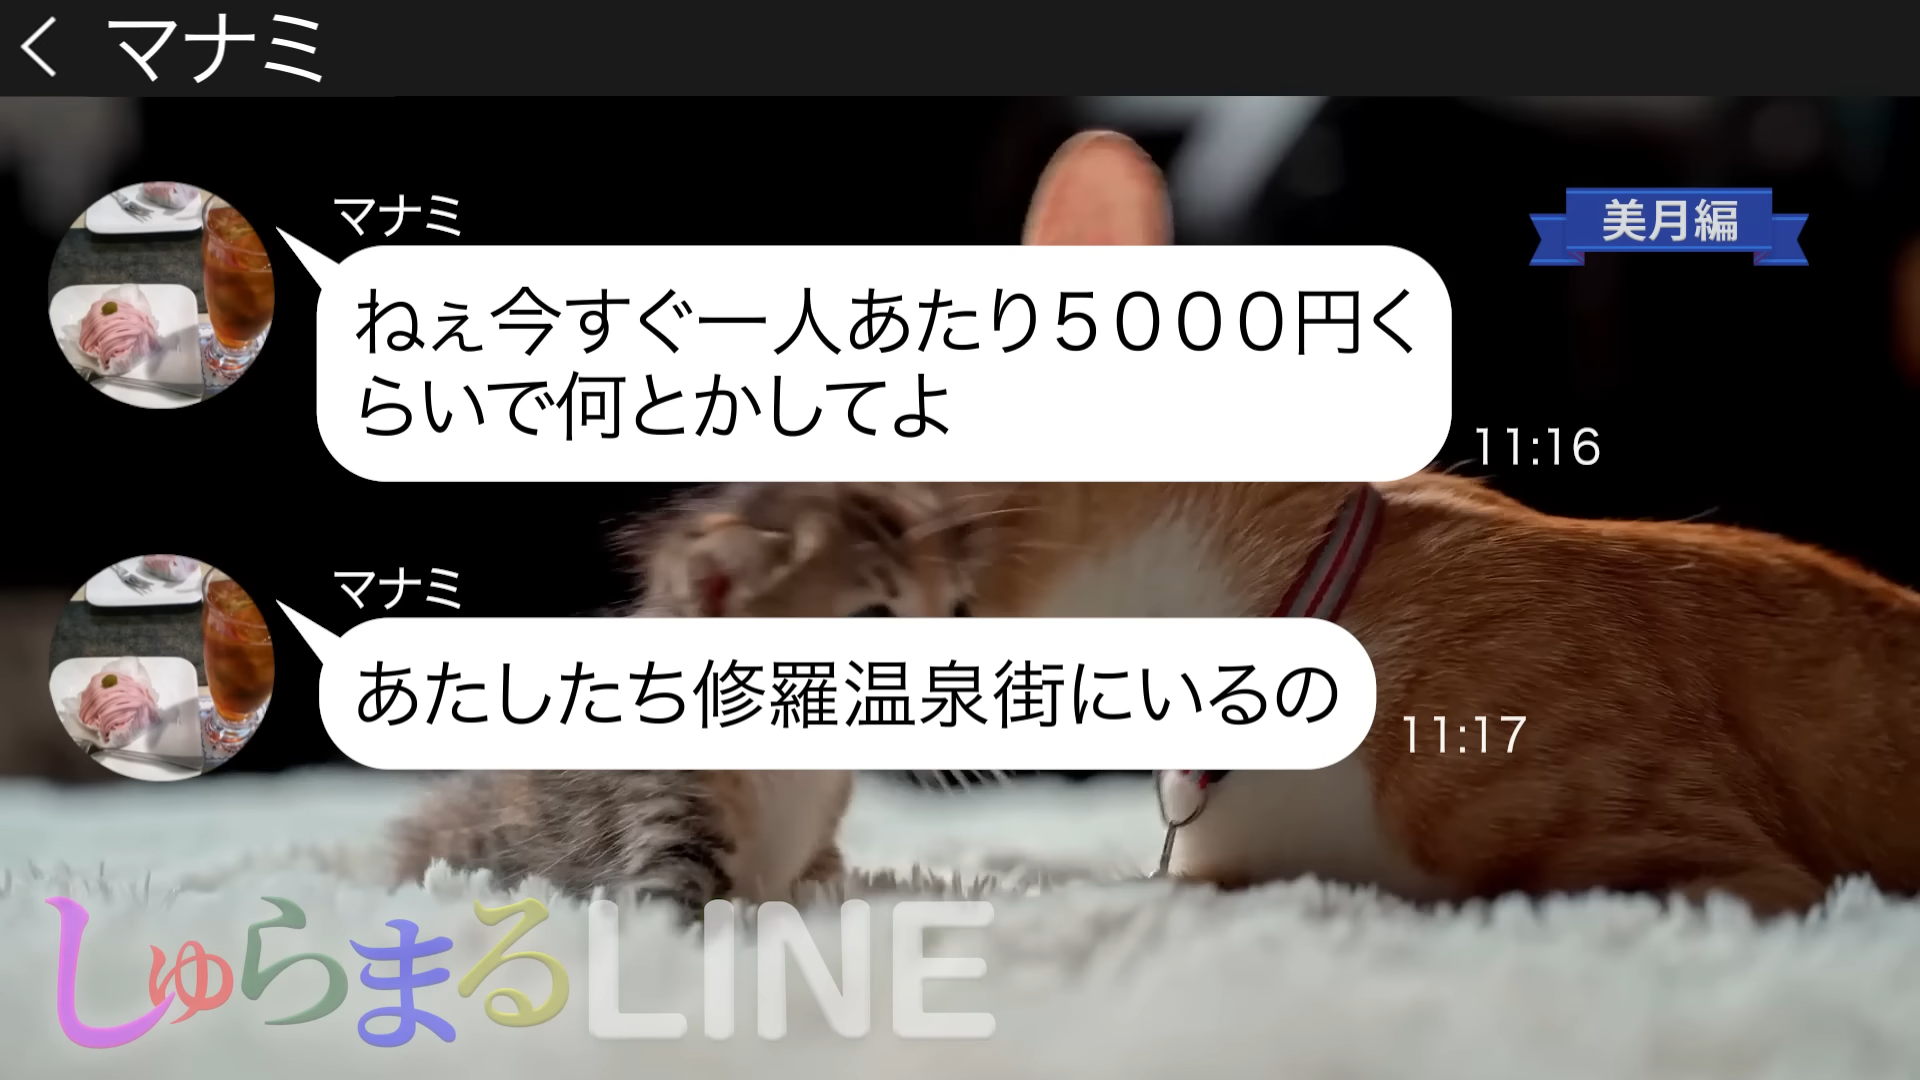 マナミ
マナミ
美月編
ねぇ今すぐ一人あたり５０００円く
らいで何とかしてよ
11:16
マナミ
あたしたち修羅温泉街にいるの
11:17
しゅらまるLINE